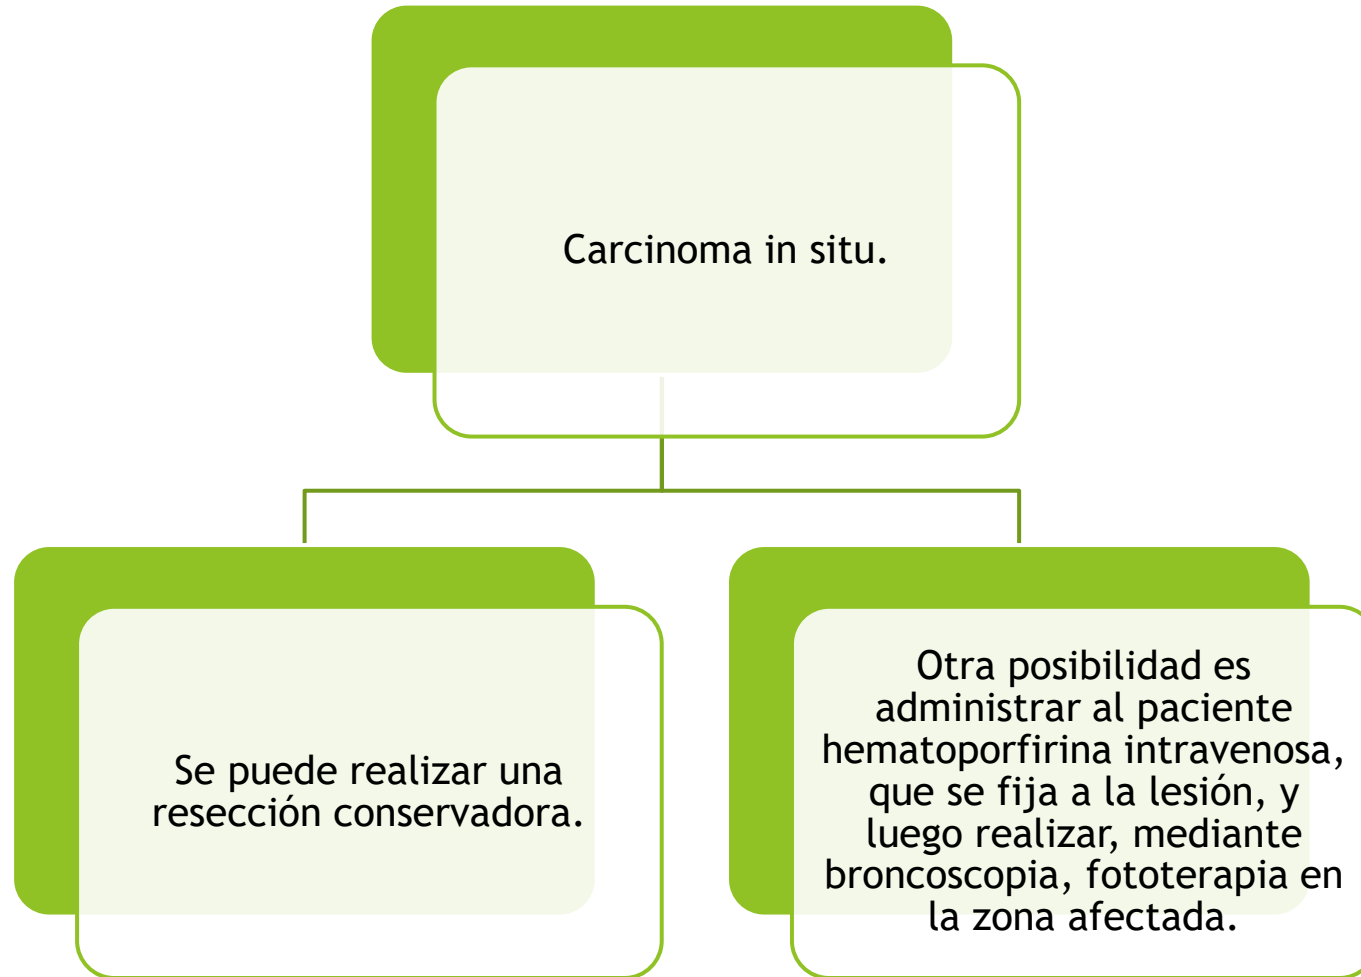 Carcinoma in situ.
Se puede realizar una
resección conservadora.
Otra posibilidad es
administrar al paciente
hematoporfirina intravenosa,
que se fija a la lesión, y
luego realizar, mediante
broncoscopia, fototerapia en
la zona afectada.